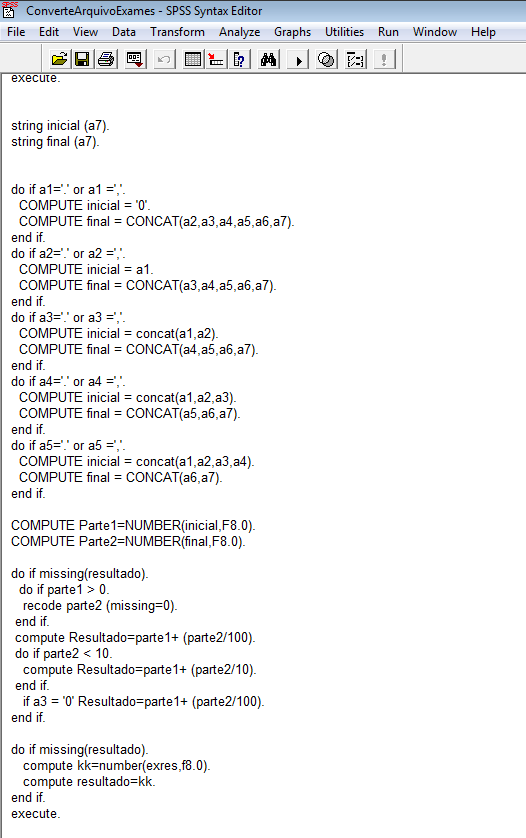 SPSS
ConverteArquivoExames - SPSS Syntax Editor
File Edit View Data Transform Analyze Graphs Utilities Run Window Help
execute.
string inicial (a7).
string final (a7).
do if a1='.' or a1 =','.
COMPUTE inicial = '0'.
COMPUTE final = CONCAT(a2,a3,a4,a5,a6,a7).
end if.
do if a2='.' or a2 =','.
COMPUTE inicial = a1.
COMPUTE final = CONCAT(a3,a4,a5,a6,a7).
end if.
do if a3='.' or a3 =','.
COMPUTE inicial = concat(a1,a2).
COMPUTE final = CONCAT(a4,a5,a6,a7).
end if.
do if a4='.' or a4 =','.
COMPUTE inicial = concat(a1,a2,a3).
COMPUTE final = CONCAT(a5,a6,a7).
end if.
do if a5='.' or a5 =','.
COMPUTE inicial = concat(a1,a2,a3,a4).
COMPUTE final = CONCAT(a6,a7).
end if.
COMPUTE Parte1=NUMBER(inicial,F8.0).
COMPUTE Parte2=NUMBER(final,F8.0).
do if missing(resultado).
do if parte1 > 0.
recode parte2 (missing=0).
end if.
compute Resultado=parte1+ (parte2/100).
do if parte2 < 10.
compute Resultado=parte1+ (parte2/10).
end if.
if a3 = '0' Resultado=parte1+ (parte2/100).
end if.
do if missing(resultado).
compute kk=number(exres,f8.0).
compute resultado=kk.
end if.
execute.